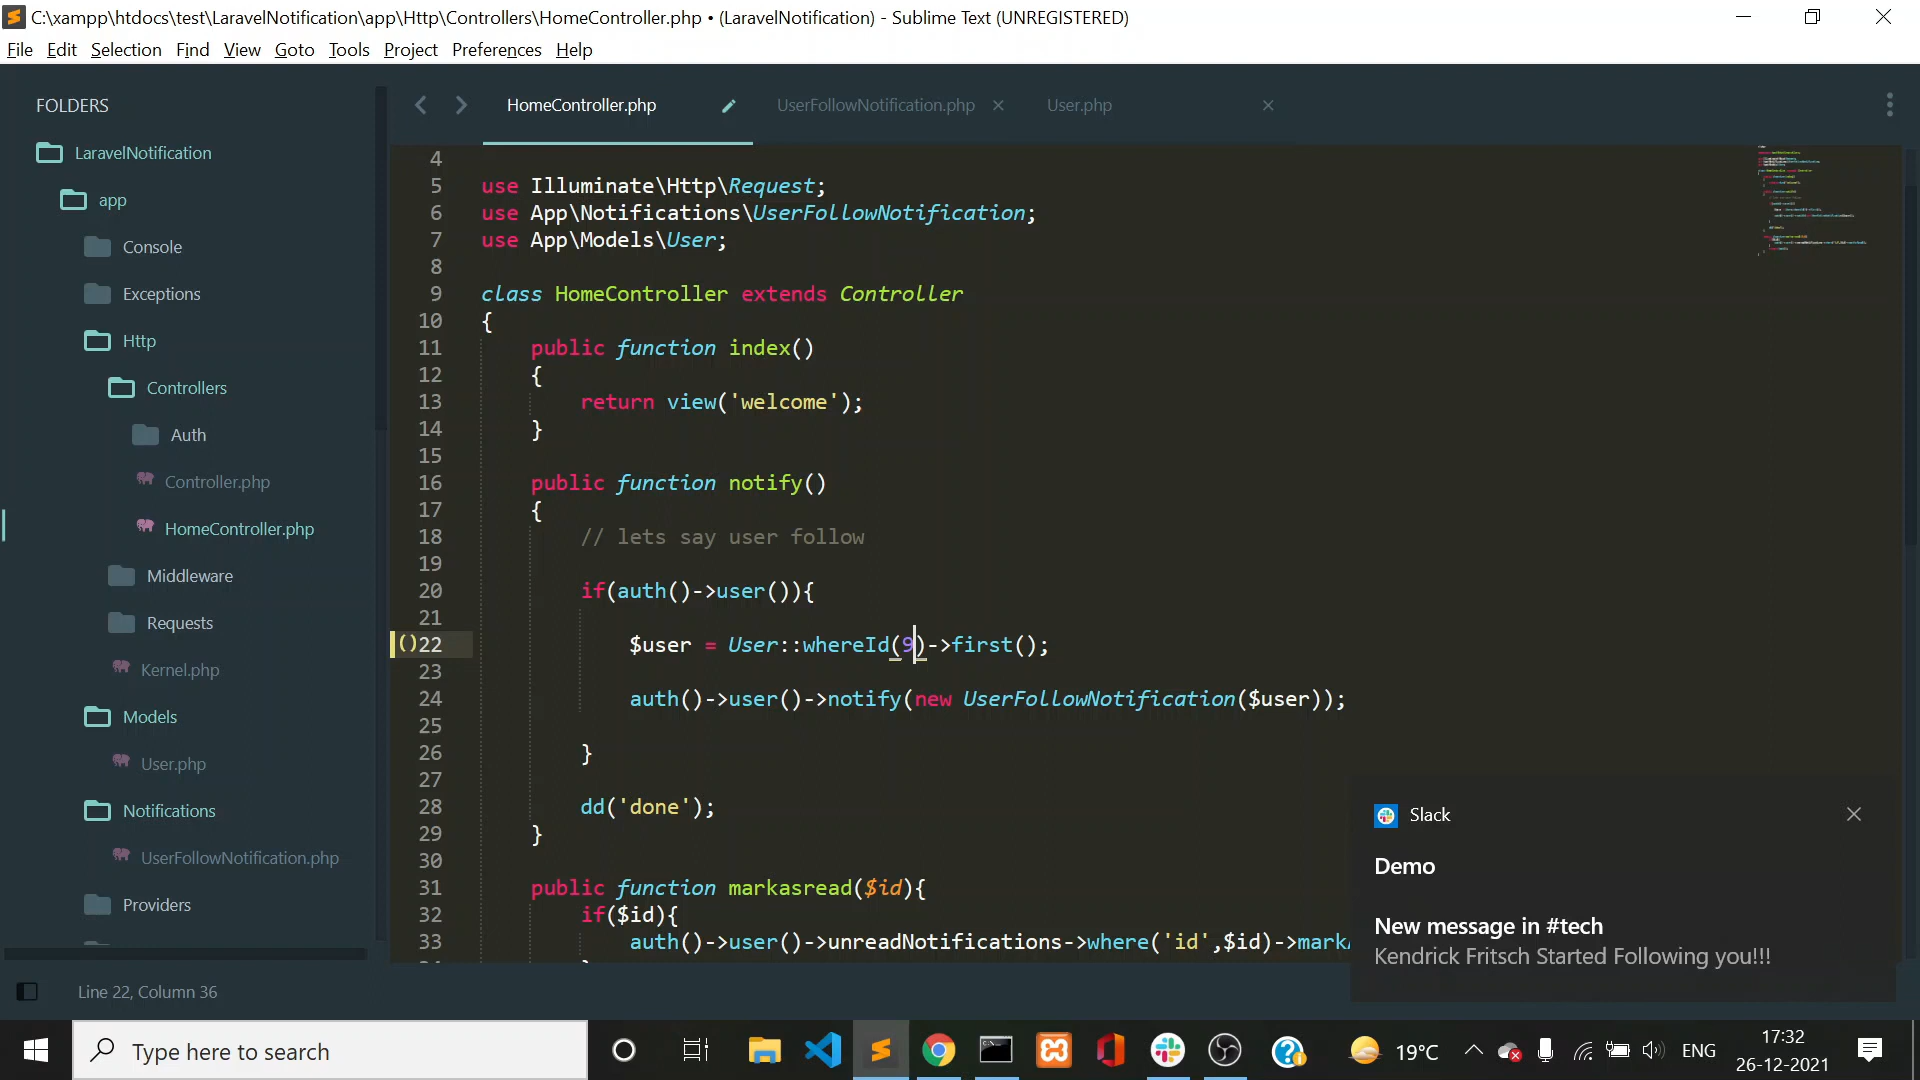 C:\xampp\htdocs\test\LaravelNotification\app\Http\Controllers\HomeController.php • (LaravelNotification) - Sublime Text (UNREGISTERED)
File Edit Selection Find View Goto Tools Project Preferences Help
FOLDERS
LaravelNotification
app
Console
Exceptions
Http
Controllers
Auth
Controller.php
HomeController.php
Middleware
Requests
Kernel.php
Models
User.php
Notifications
UserFollowNotification.php
Providers
HomeController.php UserFollowNotification.php User.php
4
5 use Illuminate\Http\Request;
6 use App\Notifications\UserFollowNotification;
7 use App\Models\User;
8
9 class HomeController extends Controller
10 {
11 public function index()
12 {
13 return view('welcome');
14 }
15
16 public function notify()
17 {
18 // lets say user follow
19
20 if(auth()->user()){
21
()22 $user = User::whereId(9)->first();
23
24 auth()->user()->notify(new UserFollowNotification($user));
25
26 }
27
28 dd('done');
29 }
30
31 public function markasread($id){
32 if($id){
33 auth()->user()->unreadNotifications->where('id',$id)->mark
Slack
Demo
New message in #tech
Kendrick Fritsch Started Following you!!!
Line 22, Column 36
Type here to search
19°C
ENG
17:32
26-12-2021